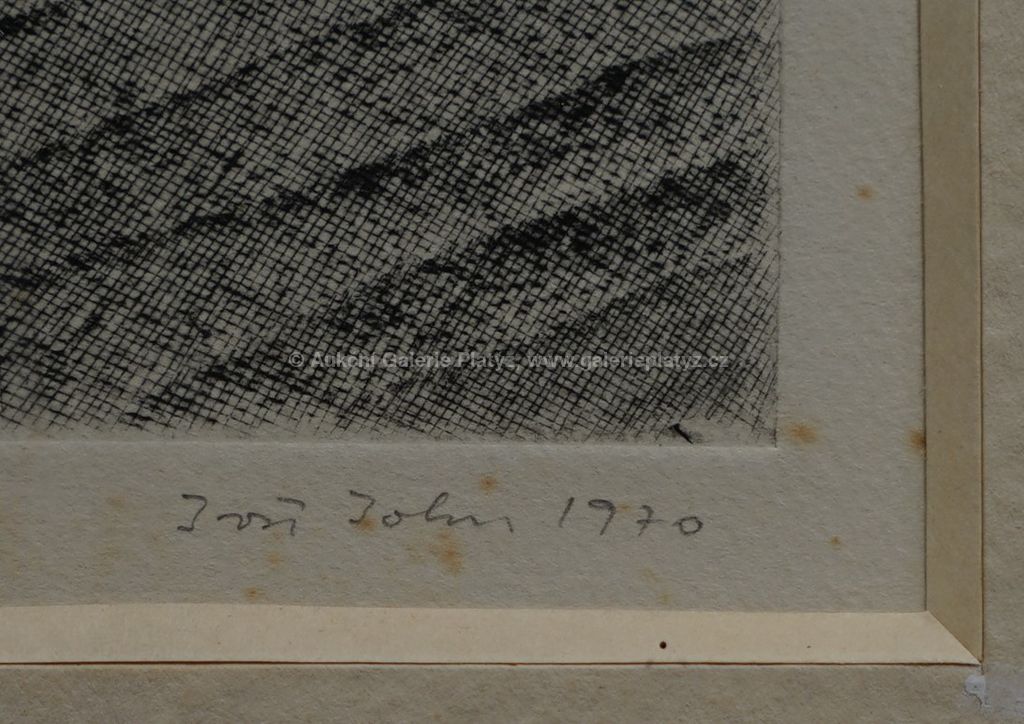 © Aukční Galerie Platýz, www.galerieplatyz.cz
Jiří John 1970